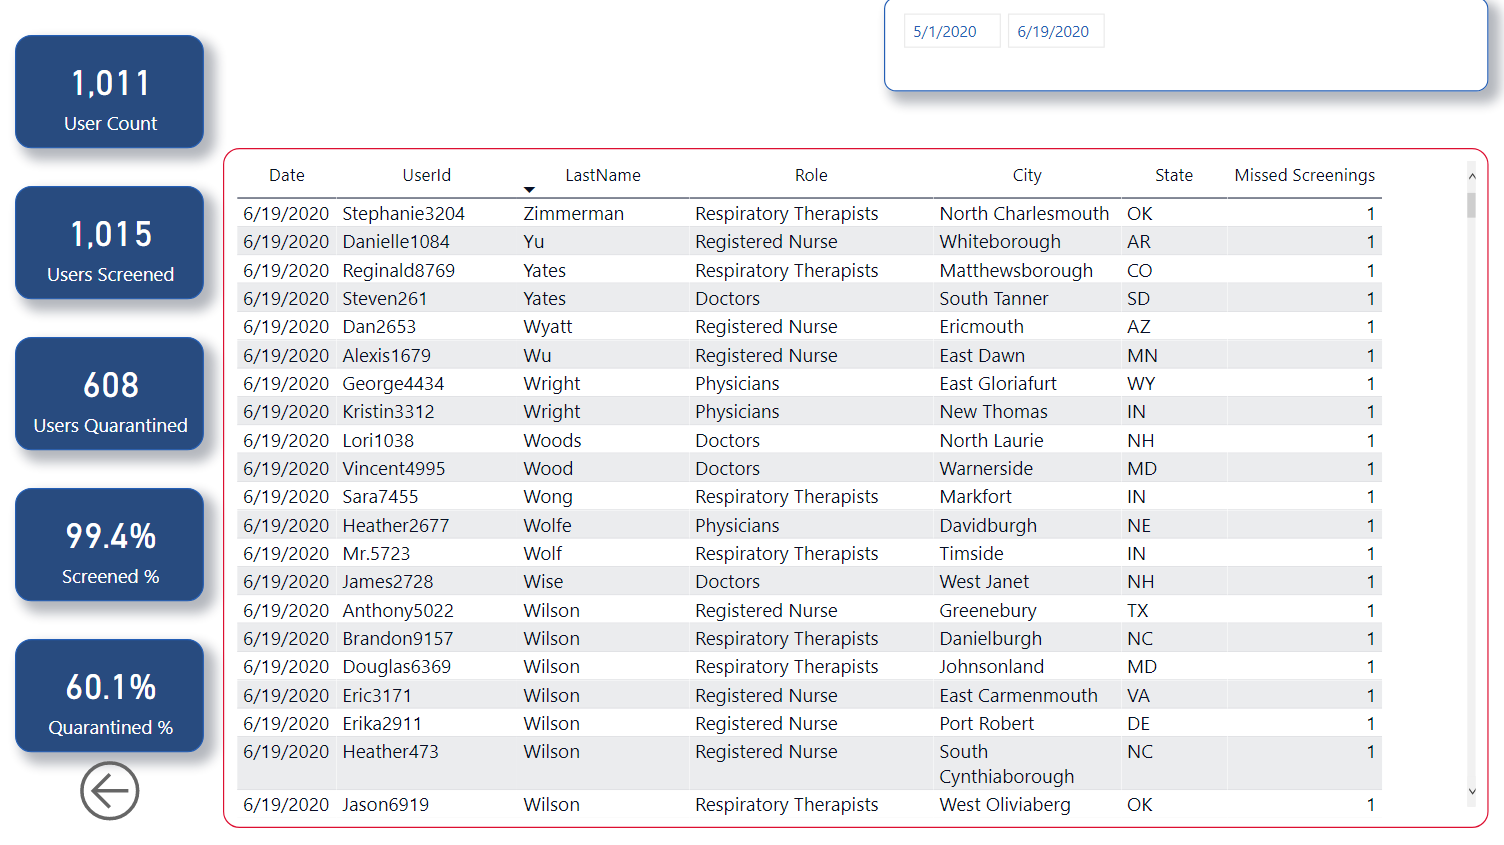 5/1/2020 6/19/2020
1,011
User Count
1,015
Users Screened
608
Users Quarantined
99.4%
Screened %
60.1%
Quarantined %
Date UserId LastName Role City State Missed Screenings
6/19/2020 Stephanie3204 Zimmerman Respiratory Therapists North Charlesmouth OK 1
6/19/2020 Danielle1084 Yu Registered Nurse Whiteborough AR 1
6/19/2020 Reginald8769 Yates Respiratory Therapists Matthewsborough CO 1
6/19/2020 Steven261 Yates Doctors South Tanner SD 1
6/19/2020 Dan2653 Wyatt Registered Nurse Ericmouth AZ 1
6/19/2020 Alexis1679 Wu Registered Nurse East Dawn MN 1
6/19/2020 George4434 Wright Physicians East Gloriafurt WY 1
6/19/2020 Kristin3312 Wright Physicians New Thomas IN 1
6/19/2020 Lori1038 Woods Doctors North Laurie NH 1
6/19/2020 Vincent4995 Wood Doctors Warnerside MD 1
6/19/2020 Sara7455 Wong Respiratory Therapists Markfort IN 1
6/19/2020 Heather2677 Wolfe Physicians Davidburgh NE 1
6/19/2020 Mr.5723 Wolf Respiratory Therapists Timside IN 1
6/19/2020 James2728 Wise Doctors West Janet NH 1
6/19/2020 Anthony5022 Wilson Registered Nurse Greenebury TX 1
6/19/2020 Brandon9157 Wilson Respiratory Therapists Danielburgh NC 1
6/19/2020 Douglas6369 Wilson Respiratory Therapists Johnsonland MD 1
6/19/2020 Eric3171 Wilson Registered Nurse East Carmenmouth VA 1
6/19/2020 Erika2911 Wilson Registered Nurse Port Robert DE 1
6/19/2020 Heather473 Wilson Registered Nurse South NC 1
Cynthiaborough
6/19/2020 Jason6919 Wilson Respiratory Therapists West Oliviaberg OK 1